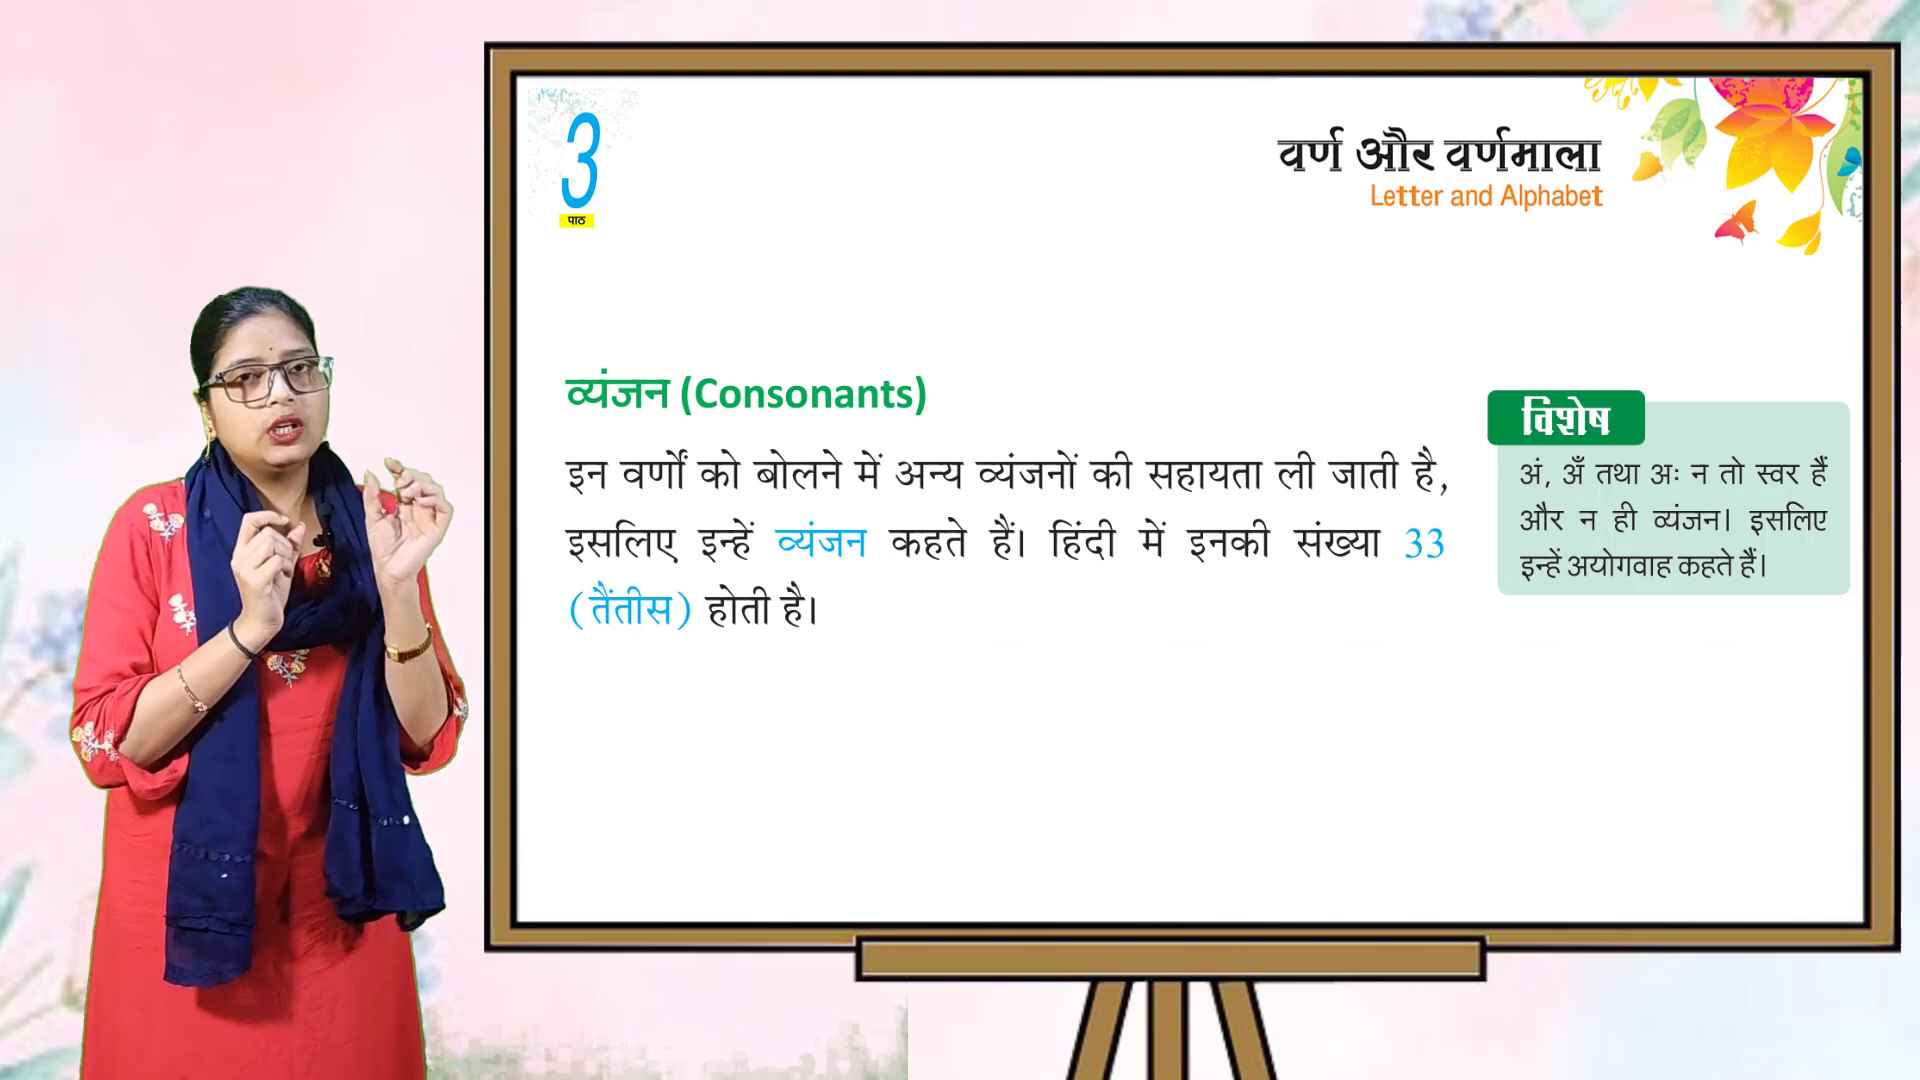 3
पाठ
वर्ण और वर्णमाला
Letter and Alphabet
व्यंजन (Consonants)
इन वर्णों को बोलने में अन्य व्यंजनों की सहायता ली जाती है,
इसलिए इन्हें व्यंजन कहते हैं। हिंदी में इनकी संख्या 33
(तैंतीस) होती है।
विशेष
अं, अँ तथा अः न तो स्वर हैं
और न ही व्यंजन। इसलिए
इन्हें अयोगवाह कहते हैं।